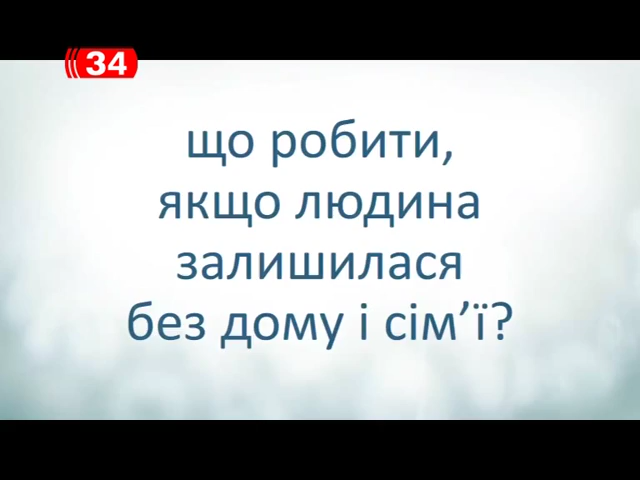 34
що робити,
якщо людина
залишилася
без дому і сім’ї?